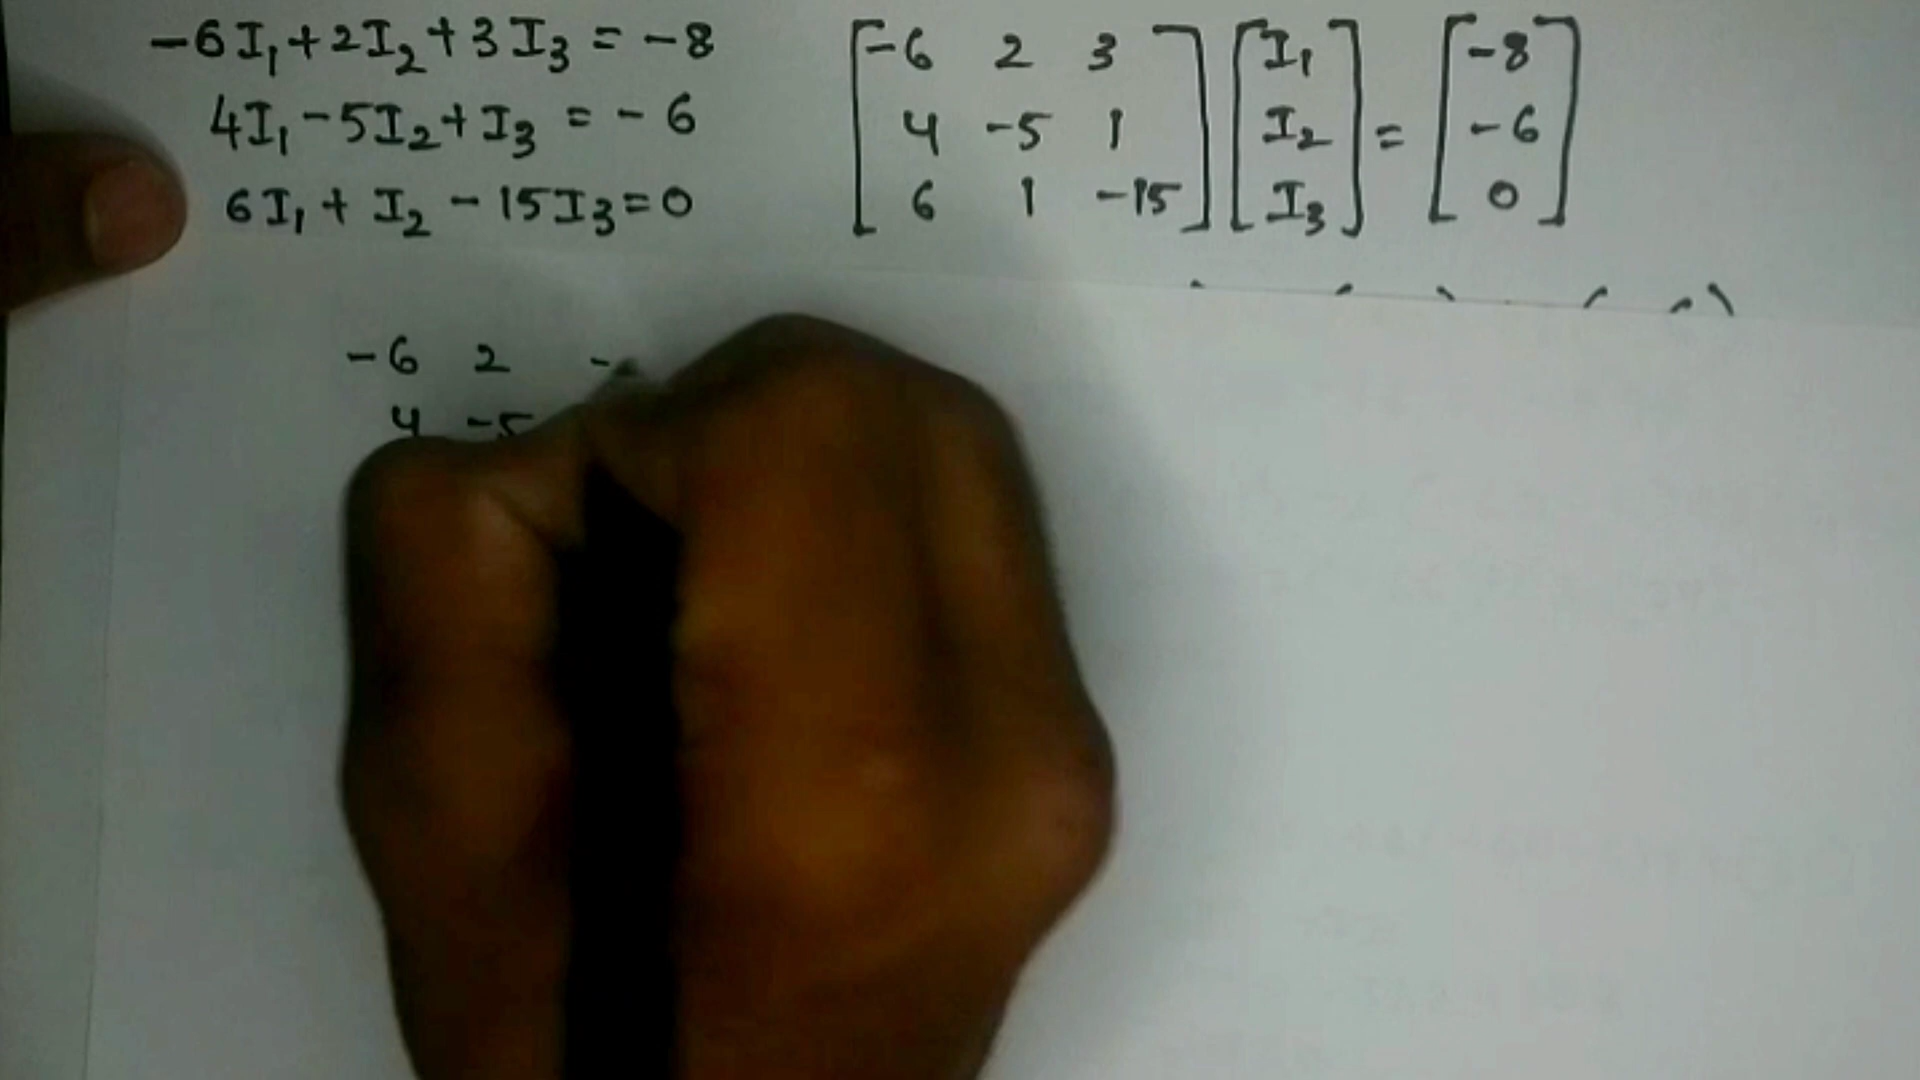 -6I₁+2I₂+3I₃=-8
4I₁-5I₂+I₃=-6
6I₁+I₂-15I₃=0
[-6 2 3] [I₁] [-8]
[4 -5 1] [I₂] = [-6]
[6 1 -15] [I₃] [0]
-6 2 -
4 -5